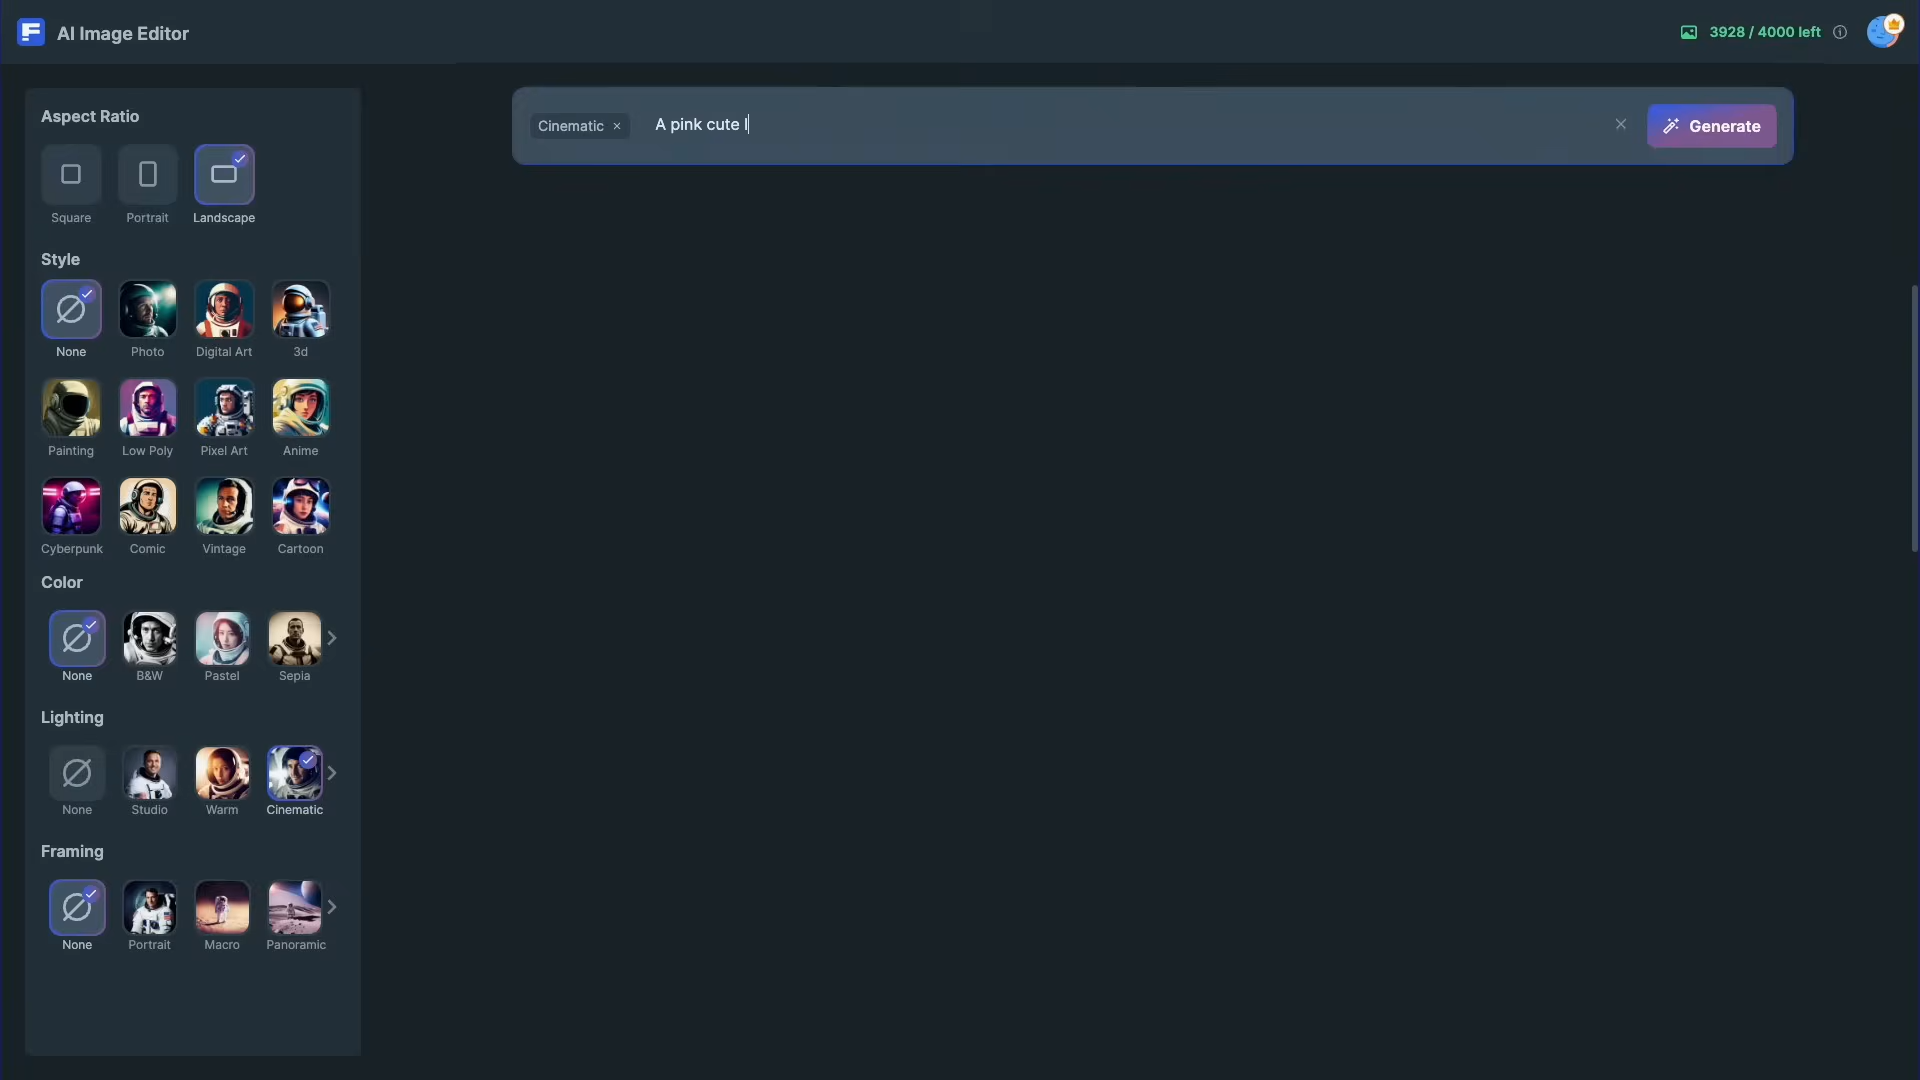 AI Image Editor
3928 / 4000 left
Aspect Ratio
Square Portrait Landscape
Cinematic × A pink cute l
Generate
Style
None Photo Digital Art 3d
Painting Low Poly Pixel Art Anime
Cyberpunk Comic Vintage Cartoon
Color
None B&W Pastel Sepia
Lighting
None Studio Warm Cinematic
Framing
None Portrait Macro Panoramic